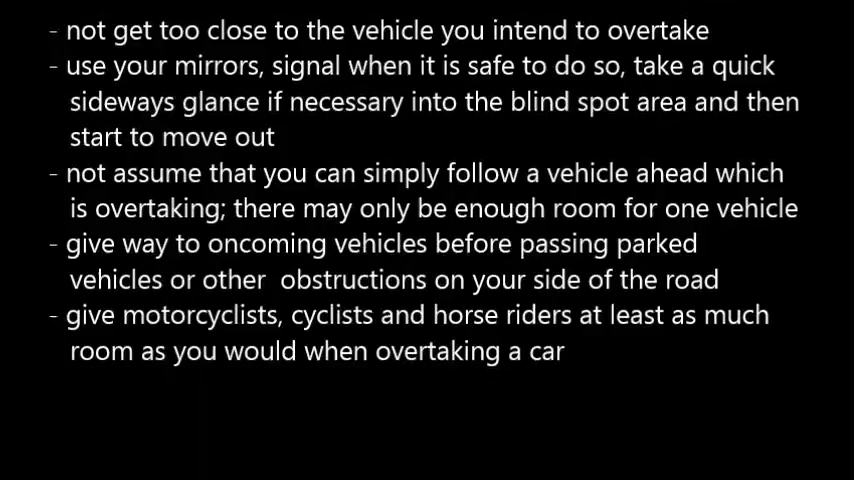 - not get too close to the vehicle you intend to overtake
- use your mirrors, signal when it is safe to do so, take a quick
sideways glance if necessary into the blind spot area and then
start to move out
- not assume that you can simply follow a vehicle ahead which
is overtaking; there may only be enough room for one vehicle
- give way to oncoming vehicles before passing parked
vehicles or other  obstructions on your side of the road
- give motorcyclists, cyclists and horse riders at least as much
room as you would when overtaking a car